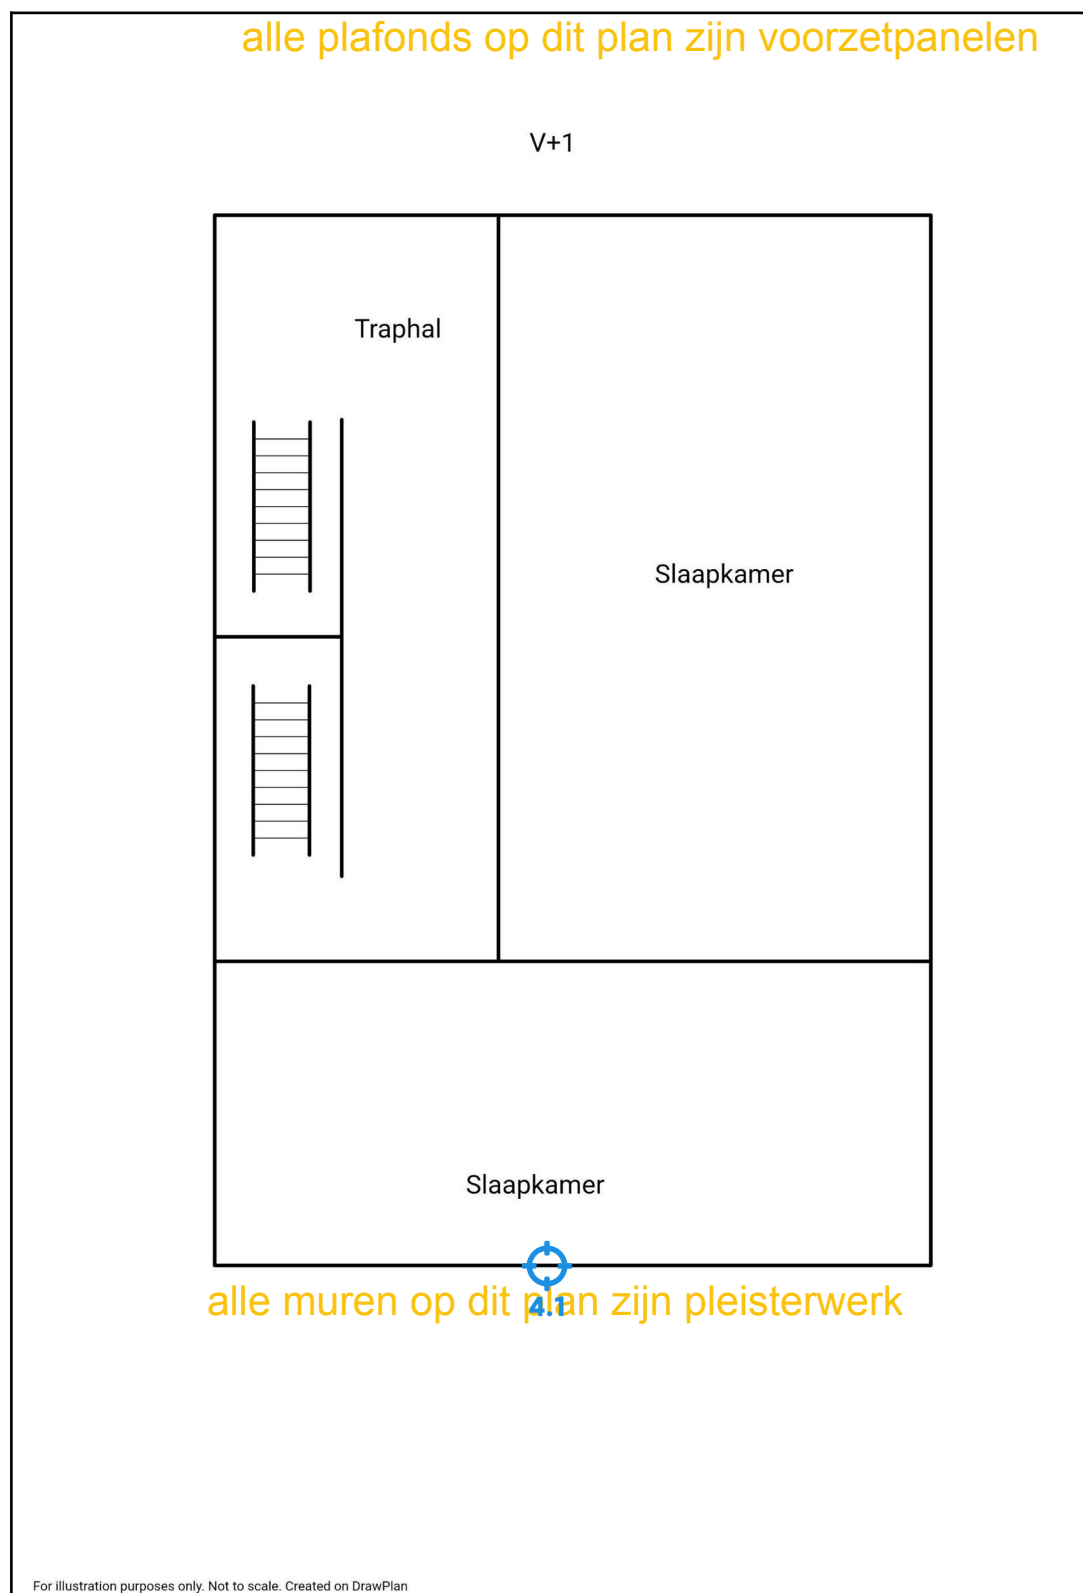 alle plafonds op dit plan zijn voorzetpanelen
V+1
Traphal
Slaapkamer
Slaapkamer
alle muren op dit plan zijn pleisterwerk
4.1
For illustration purposes only. Not to scale. Created on DrawPlan